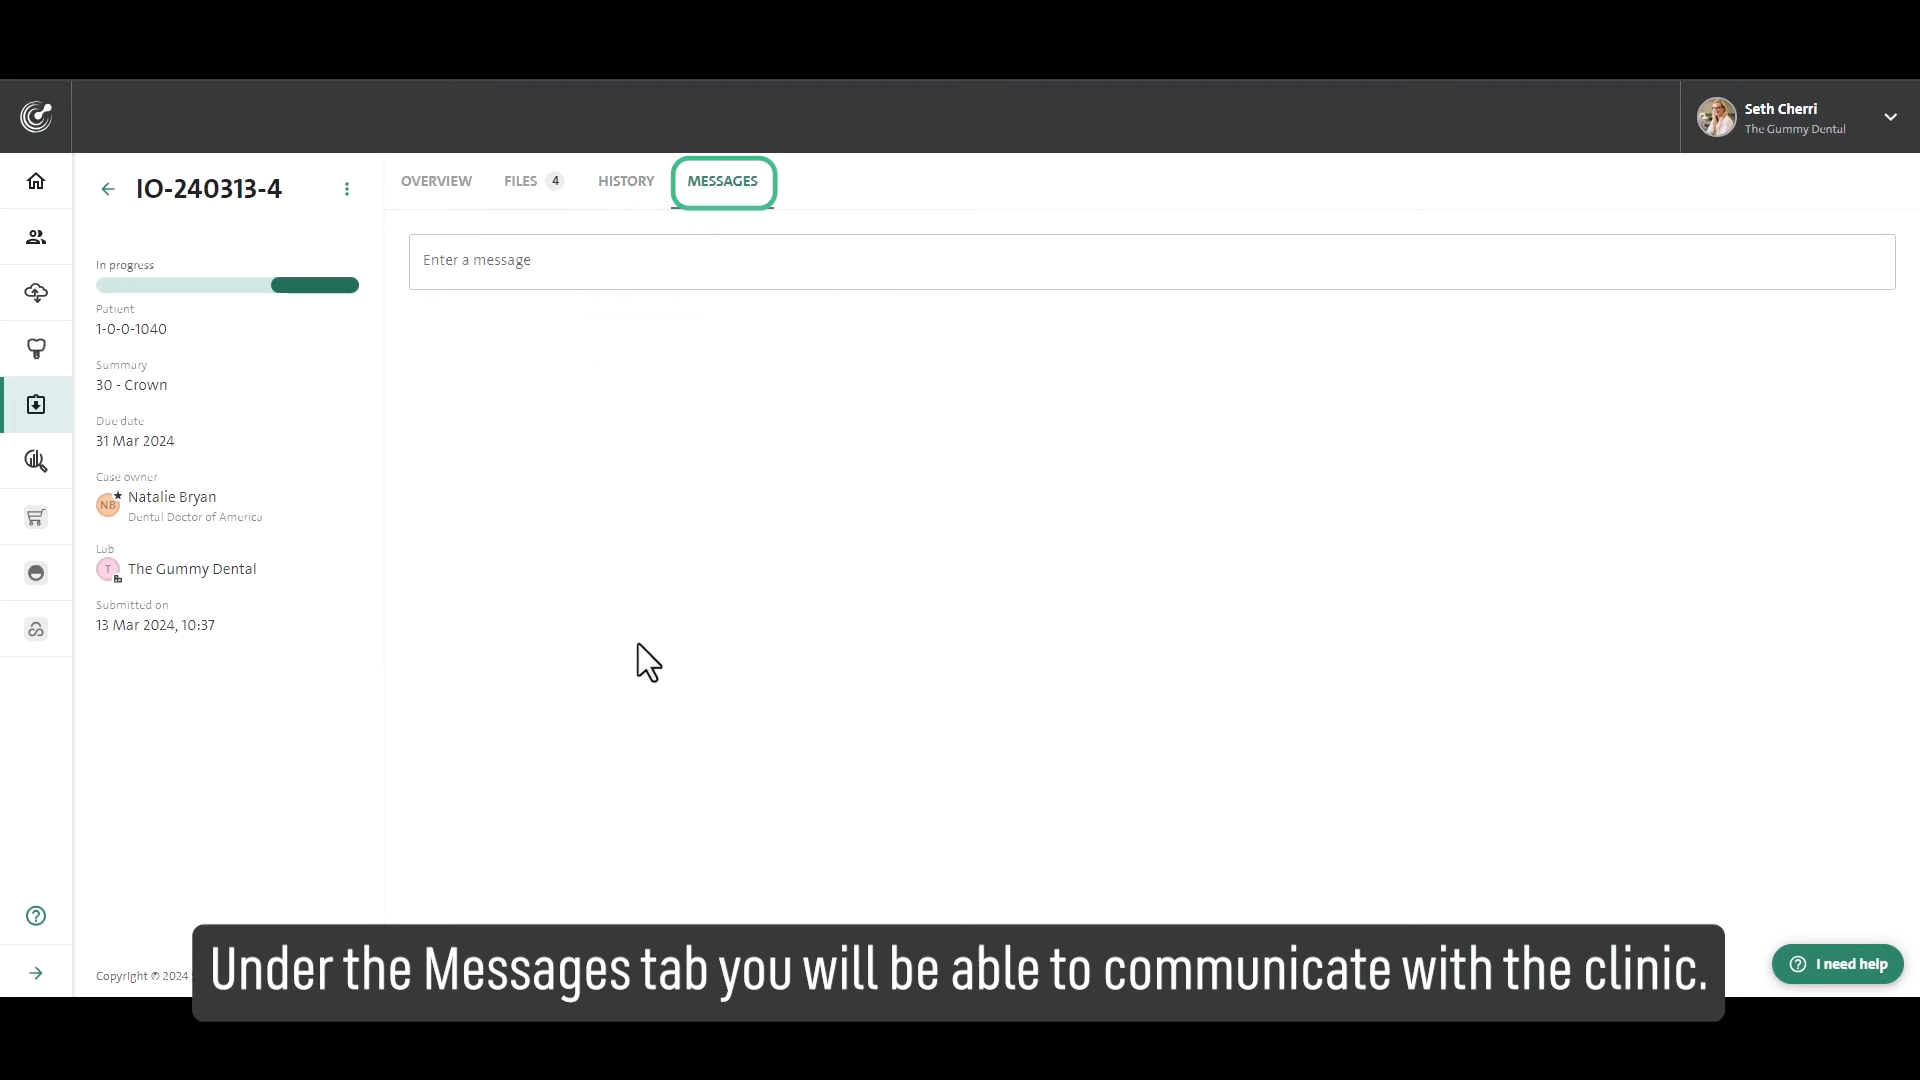 Seth Cherri
The Gummy Dental
IO-240313-4
OVERVIEW
FILES 4
HISTORY
MESSAGES
Enter a message
In progress
Patient
1-0-0-1040
Summary
30 - Crown
Due date
31 Mar 2024
Case owner
NB
Natalie Bryan
Dental Doctor of America
Lab
T
The Gummy Dental
Submitted on
13 Mar 2024, 10:37
Copyright © 2024
Under the Messages tab you will be able to communicate with the clinic.
I need help